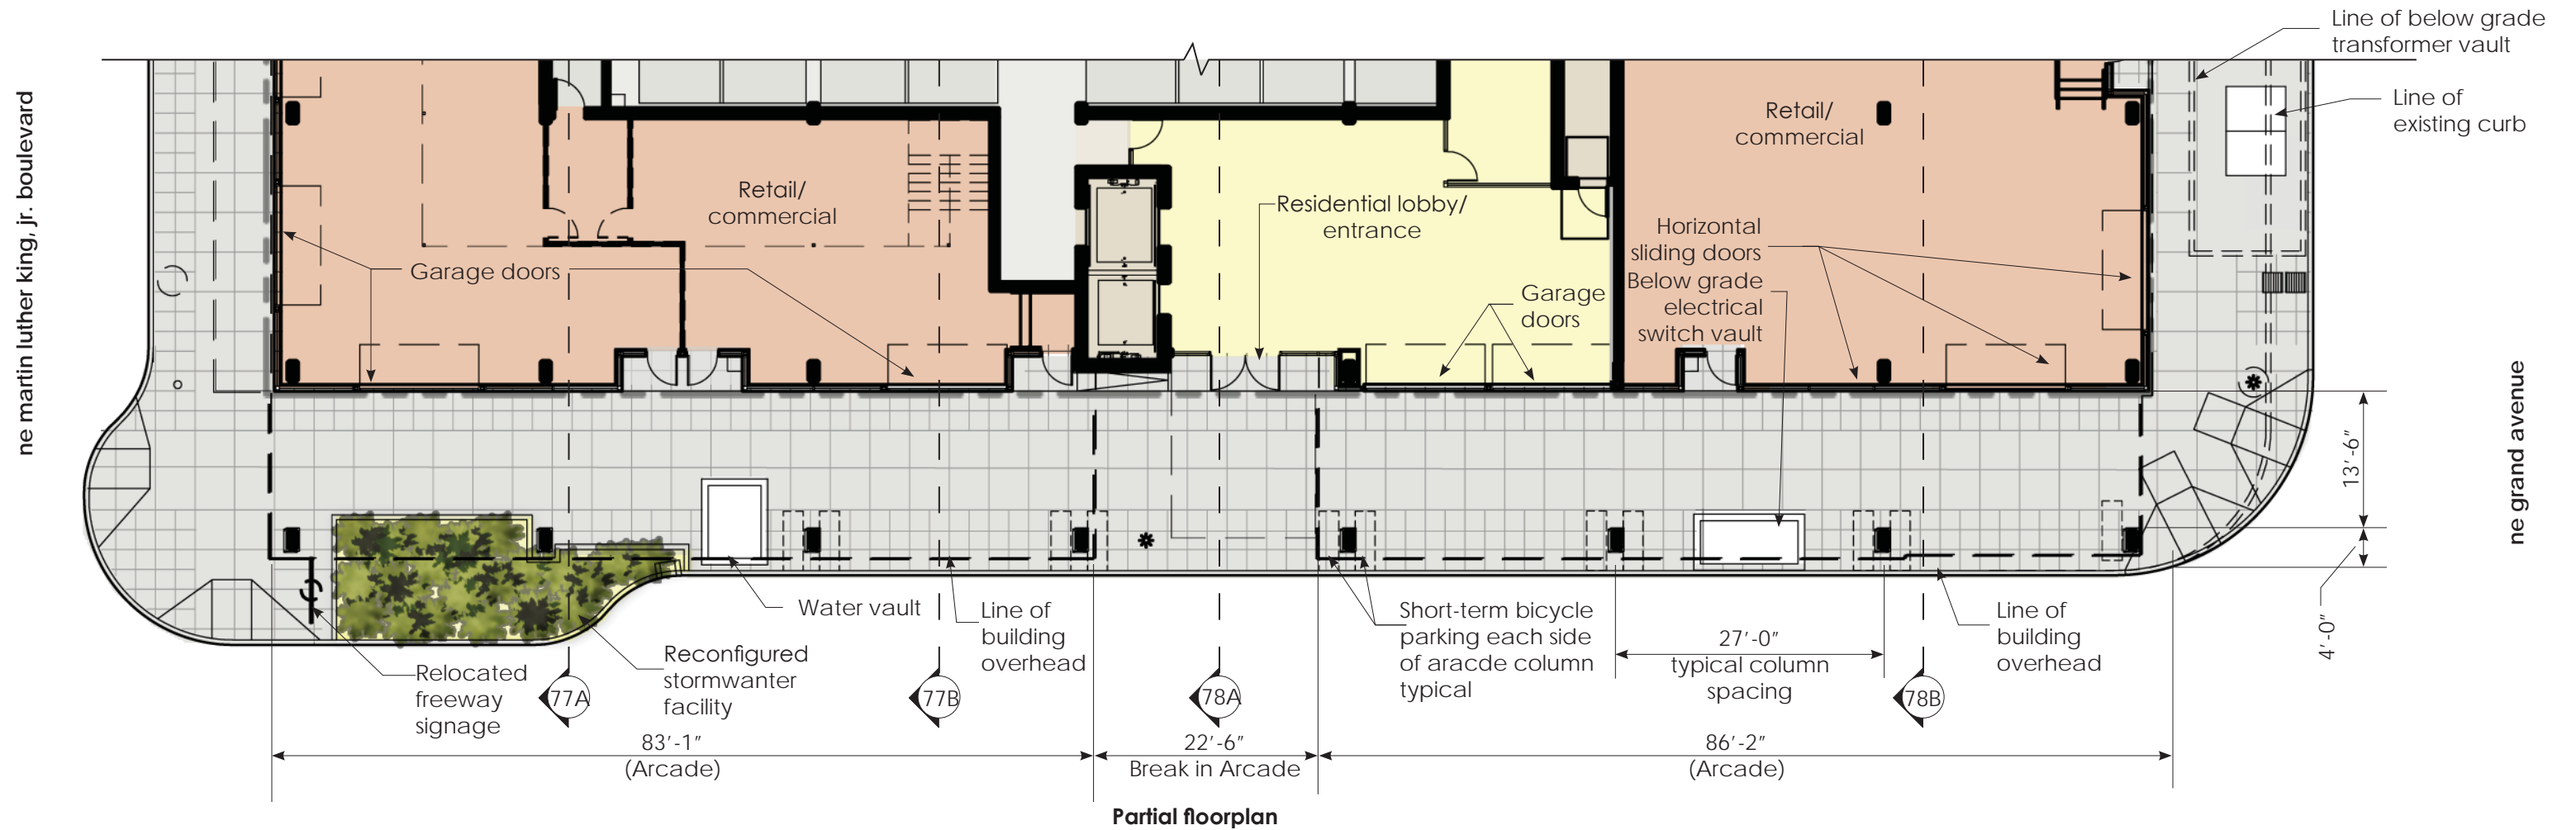 Line of below grade
transformer vault
Line of
existing curb
ne martin luther king, jr. boulevard
Retail/
commercial
Retail/
commercial
Residential lobby/
entrance
Horizontal
sliding doors
Below grade
electrical
switch vault
Garage doors
Garage
doors
ne grand avenue
13'-6"
4'-0"
Water vault
Line of
building
overhead
Short-term bicycle
parking each side
of aracde column
typical
27'-0"
typical column
spacing
Line of
building
overhead
Relocated
freeway
signage
Reconfigured
stormwanter
facility
77A
77B
78A
78B
83'-1"
(Arcade)
22'-6"
Break in Arcade
86'-2"
(Arcade)
Partial floorplan